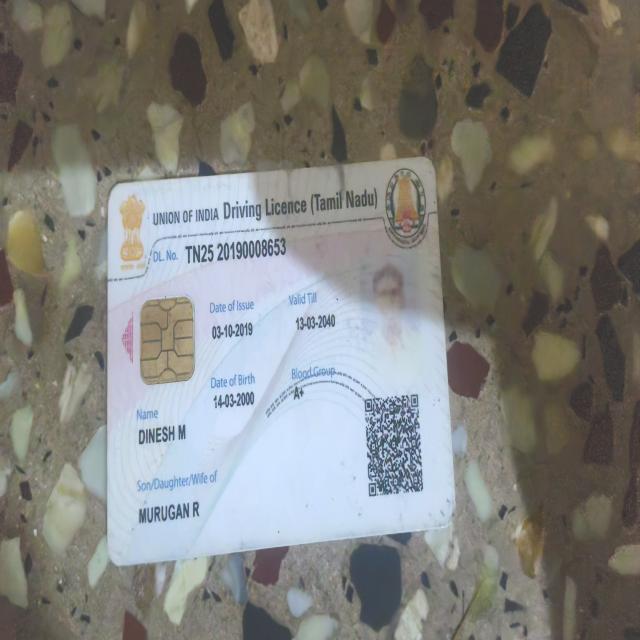 UNION OF INDIA Driving Licence (Tamil Nadu)
DL. No. TN25 20190008653
Date of Issue Valid Till
03-10-2019 13-03-2040
Date of Birth Blood Group
14-03-2000 A+
Name
DINESH M
Son/Daughter/Wife of
MURUGAN R